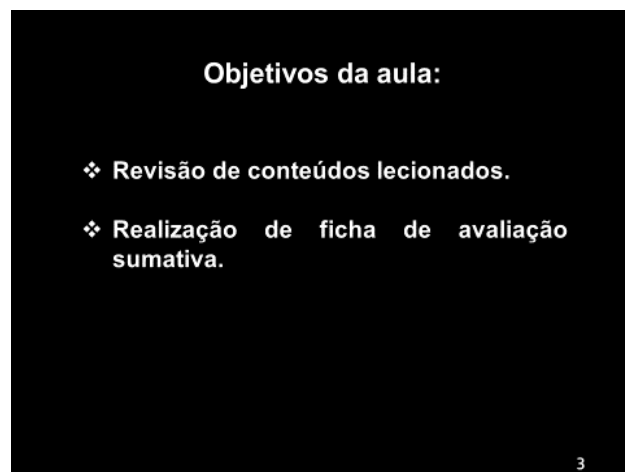 Objetivos da aula:
❖ Revisão de conteúdos lecionados.
❖ Realização de ficha de avaliação
sumativa.
3